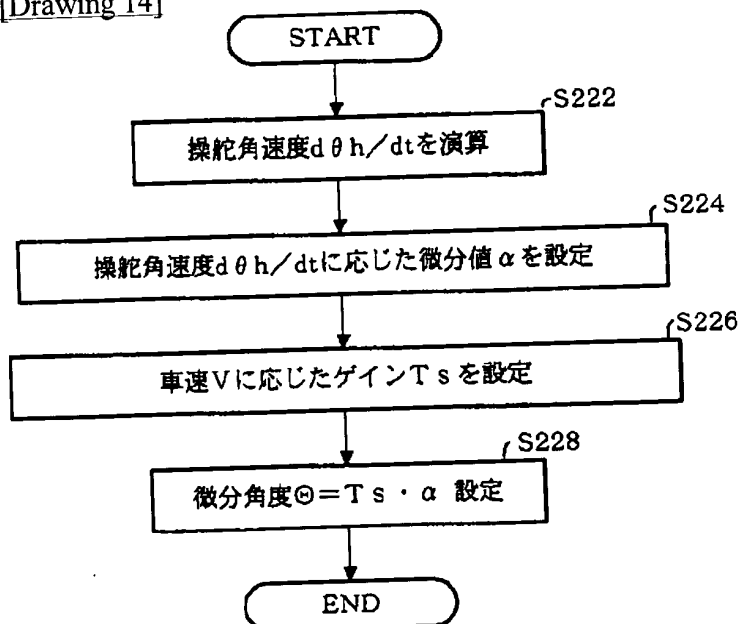 [Drawing 14]
START
S222
操舵角速度dθh/dtを演算
S224
操舵角速度dθh/dtに応じた微分値αを設定
S226
車速Vに応じたゲインTsを設定
S228
微分角度Θ=Ts・α 設定
END